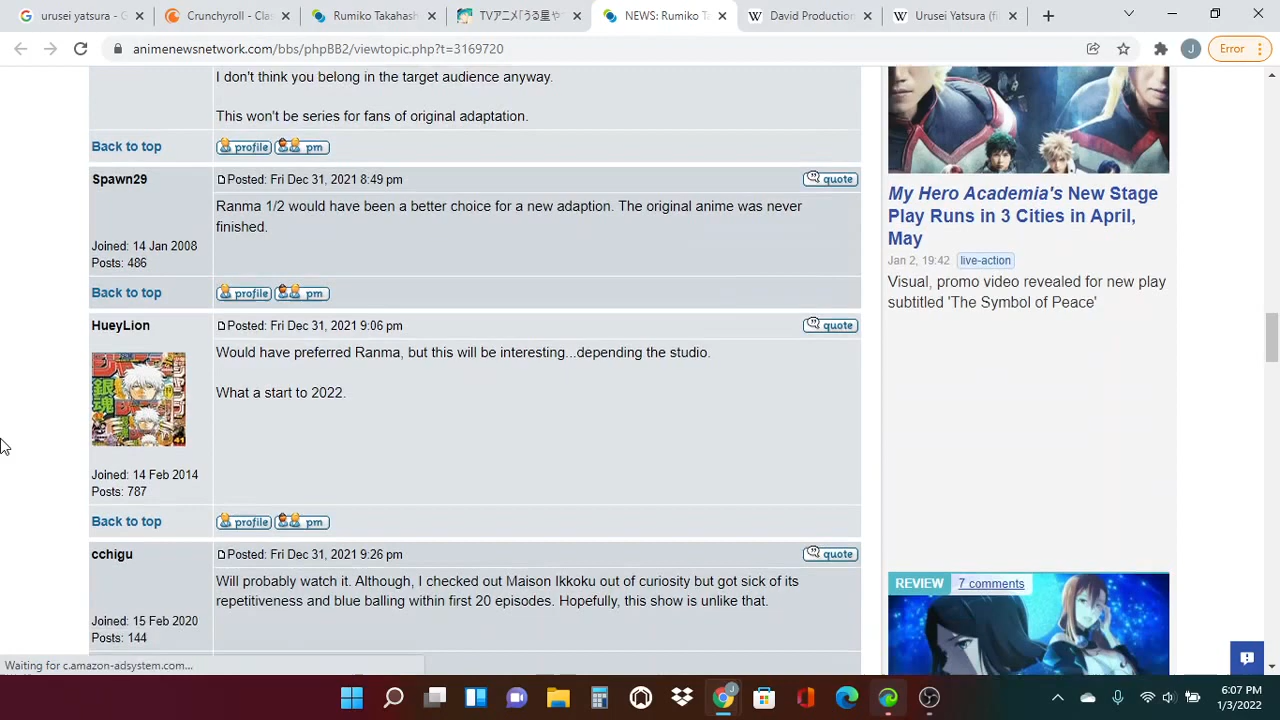 urusei yatsura - G
Crunchyroll - Cla
Rumiko Takahash
TVアニメ「うる星や
NEWS: Rumiko T
David Production
Urusei Yatsura (fi
animenewsnetwork.com/bbs/phpBB2/viewtopic.php?t=3169720
J
Error
I don't think you belong in the target audience anyway.
This won't be series for fans of original adaptation.
Back to top
profile
pm
Spawn29
Posted: Fri Dec 31, 2021 8:49 pm
quote
Ranma 1/2 would have been a better choice for a new adaption. The original anime was never
finished.
Joined: 14 Jan 2008
Posts: 486
Back to top
profile
pm
HueyLion
Posted: Fri Dec 31, 2021 9:06 pm
quote
Would have preferred Ranma, but this will be interesting...depending the studio.
What a start to 2022.
Joined: 14 Feb 2014
Posts: 787
Back to top
profile
pm
cchigu
Posted: Fri Dec 31, 2021 9:26 pm
quote
Will probably watch it. Although, I checked out Maison Ikkoku out of curiosity but got sick of its
repetitiveness and blue balling within first 20 episodes. Hopefully, this show is unlike that.
Joined: 15 Feb 2020
Posts: 144
My Hero Academia's New Stage
Play Runs in 3 Cities in April,
May
Jan 2, 19:42
live-action
Visual, promo video revealed for new play
subtitled 'The Symbol of Peace'
REVIEW
7 comments
Waiting for c.amazon-adsystem.com...
6:07 PM
1/3/2022